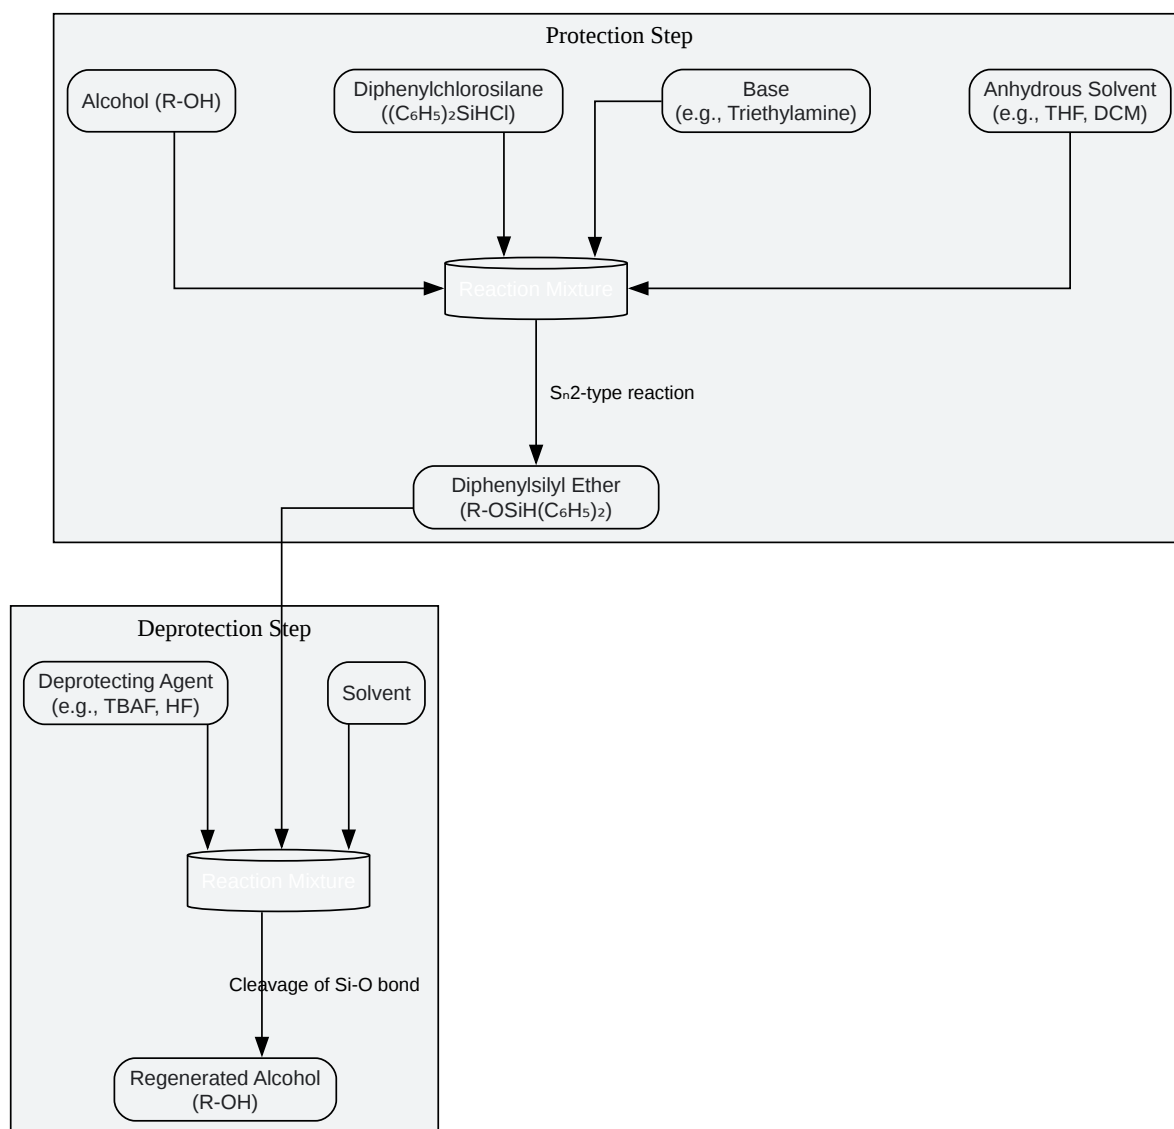 Protection Step
Alcohol (R-OH)
Diphenylchlorosilane
((C₆H₅)₂SiHCl)
Base
(e.g., Triethylamine)
Anhydrous Solvent
(e.g., THF, DCM)
Reaction Mixture
Sₙ2-type reaction
Diphenylsilyl Ether
(R-OSiH(C₆H₅)₂)
Deprotection Step
Deprotecting Agent
(e.g., TBAF, HF)
Solvent
Reaction Mixture
Cleavage of Si-O bond
Regenerated Alcohol
(R-OH)